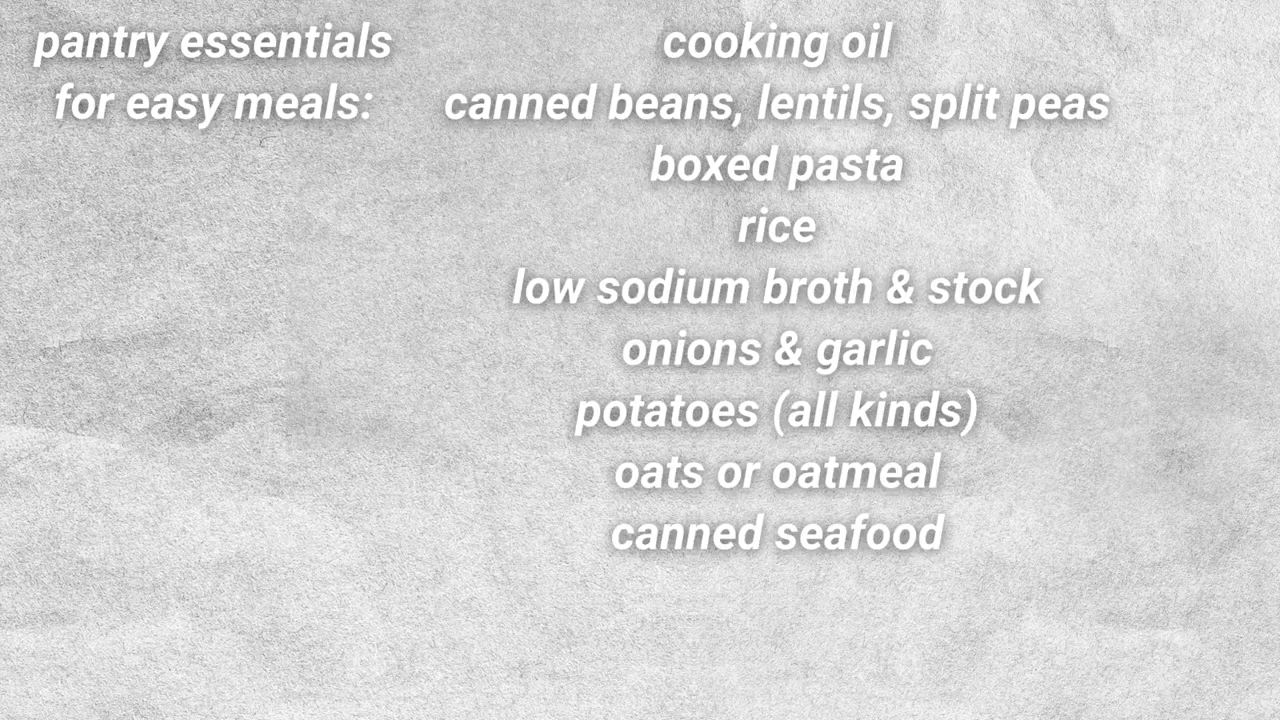 pantry essentials
for easy meals:
cooking oil
canned beans, lentils, split peas
boxed pasta
rice
low sodium broth & stock
onions & garlic
potatoes (all kinds)
oats or oatmeal
canned seafood